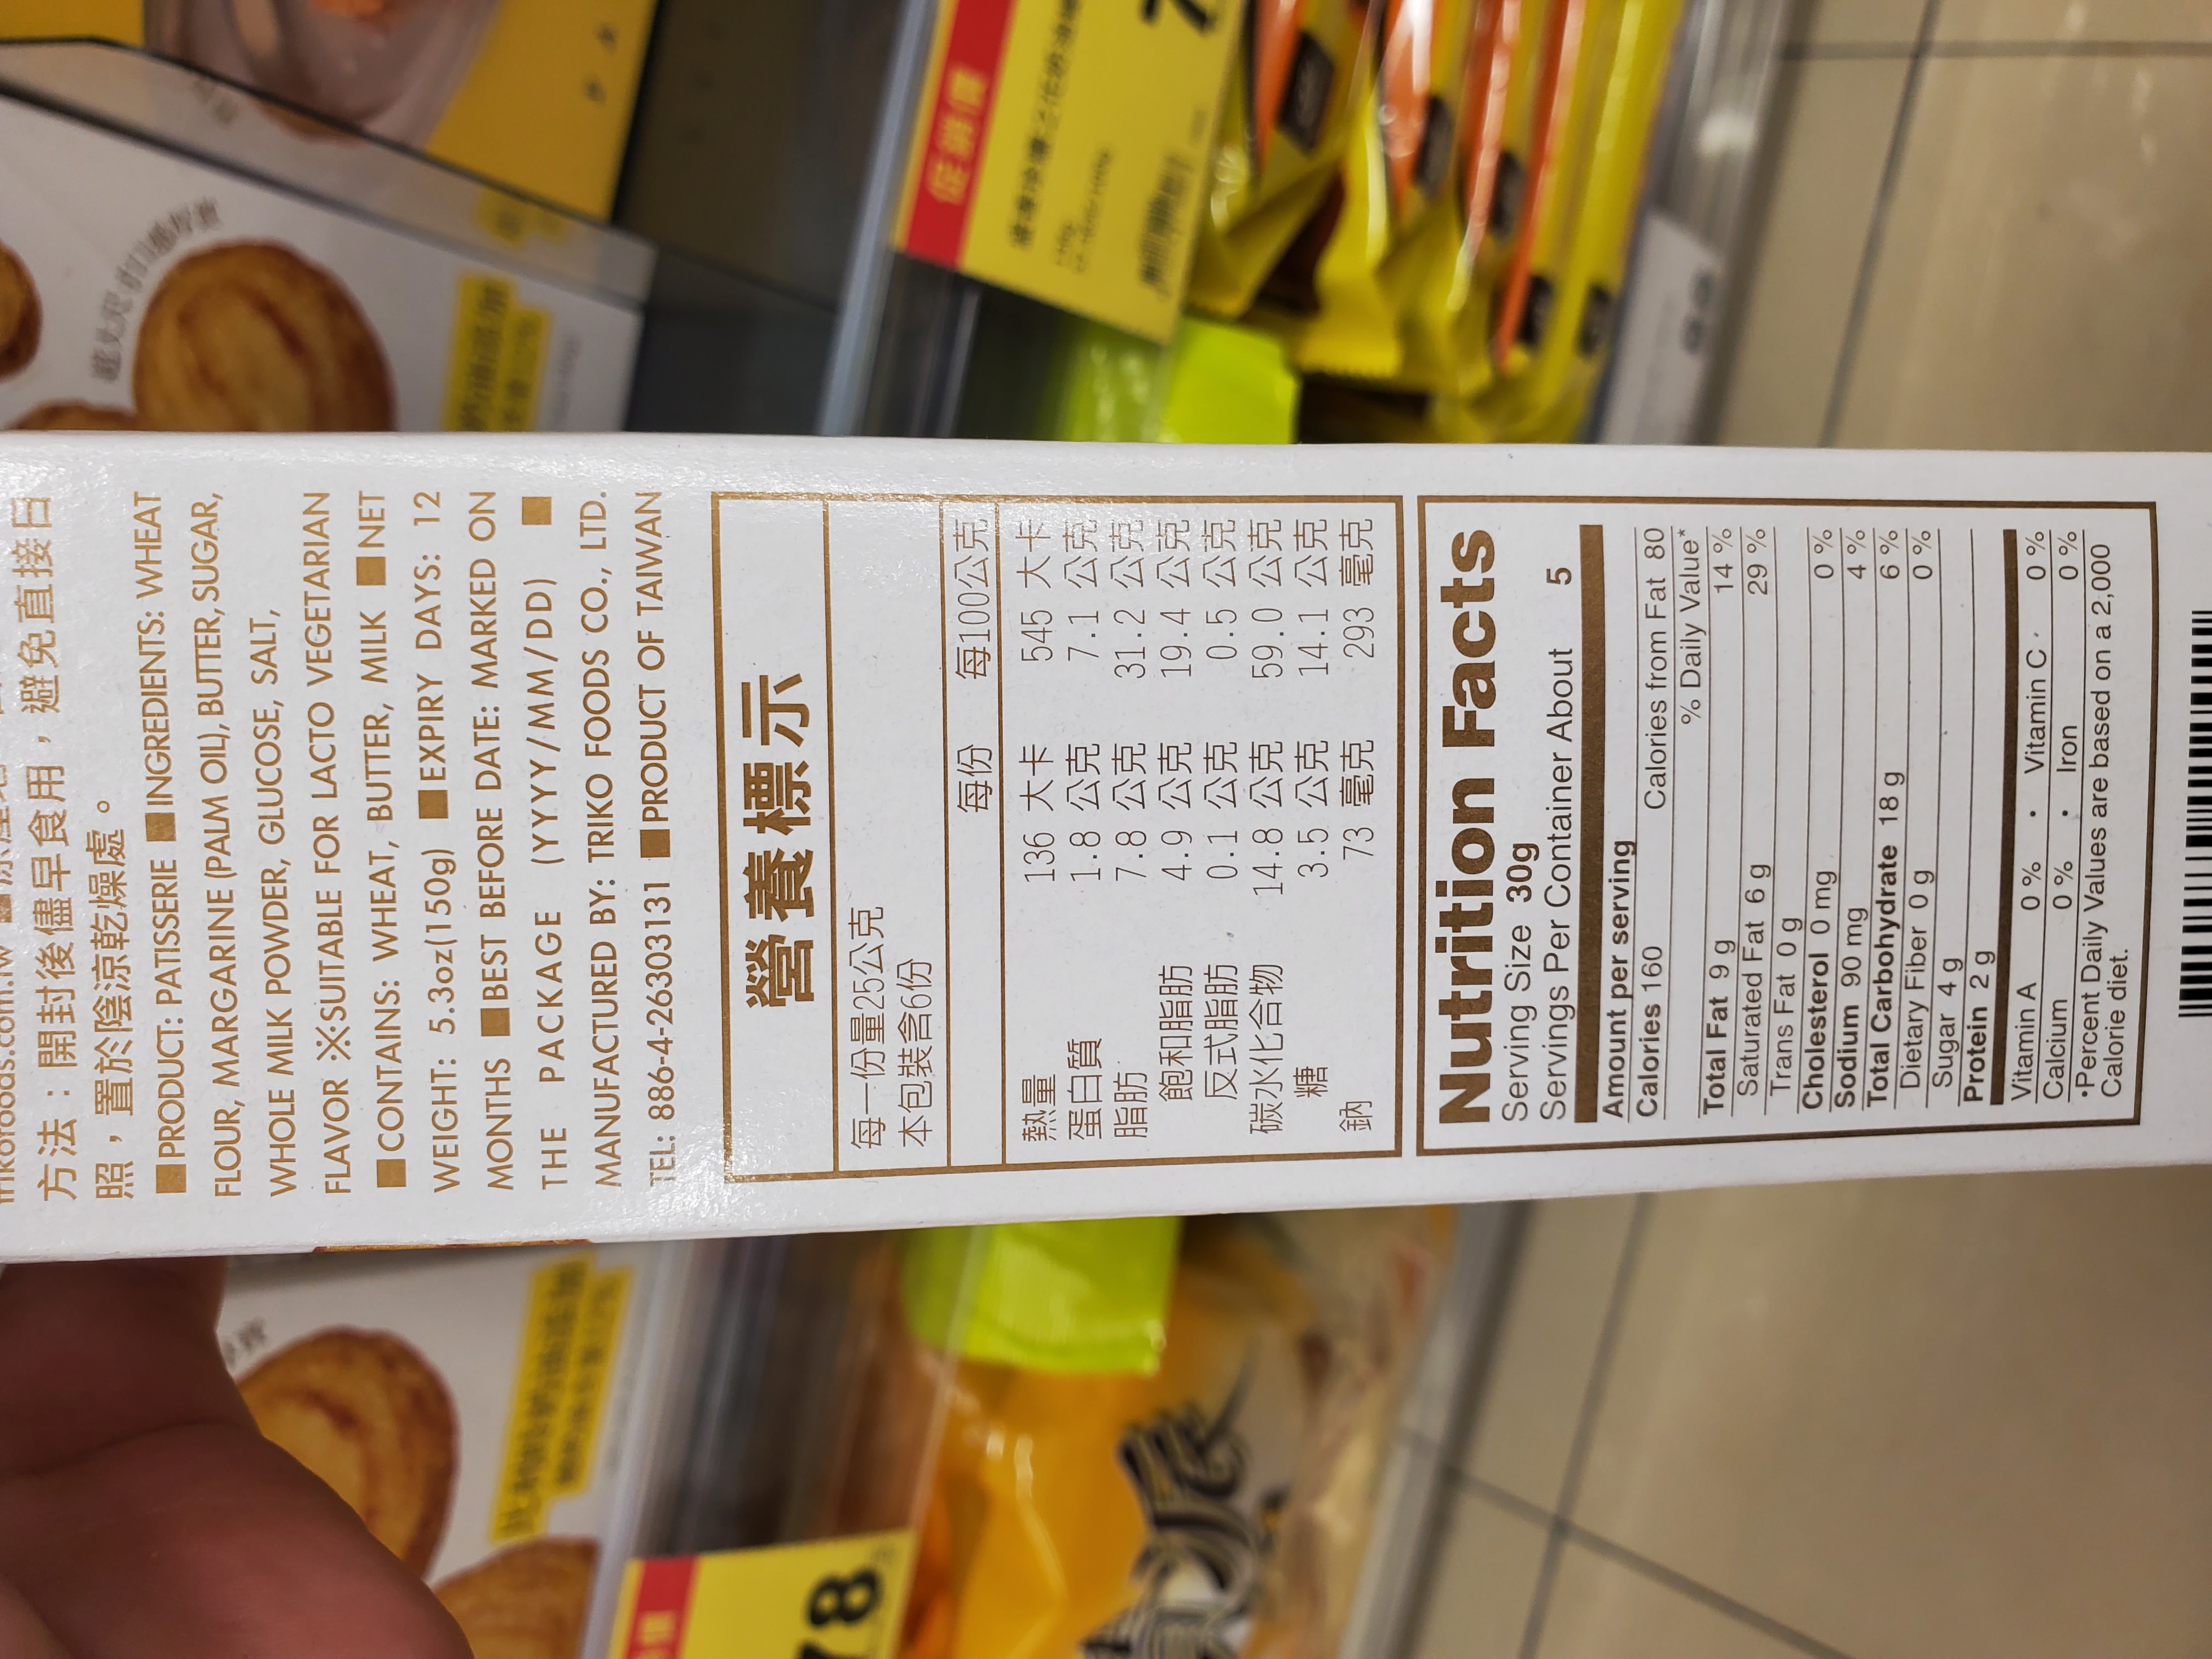 trikofoods.com.tw
方法：開封後儘早食用，避免直接日
照，置於陰涼乾燥處。
■PRODUCT: PATISSERIE ■INGREDIENTS: WHEAT
FLOUR, MARGARINE (PALM OIL), BUTTER, SUGAR,
WHOLE MILK POWDER, GLUCOSE, SALT,
FLAVOR ※SUITABLE FOR LACTO VEGETARIAN
■CONTAINS: WHEAT, BUTTER, MILK ■NET
WEIGHT: 5.3oz(150g) ■EXPIRY DAYS: 12
MONTHS ■BEST BEFORE DATE: MARKED ON
THE PACKAGE (YYYY/MM/DD) ■
MANUFACTURED BY: TRIKO FOODS CO., LTD.
TEL: 886-4-26303131 ■PRODUCT OF TAIWAN
營養標示
每一份量25公克
本包裝含6份
每份 每100公克
熱量 136 大卡 545 大卡
蛋白質 1.8 公克 7.1 公克
脂肪 7.8 公克 31.2 公克
飽和脂肪 4.9 公克 19.4 公克
反式脂肪 0.1 公克 0.5 公克
碳水化合物 14.8 公克 59.0 公克
糖 3.5 公克 14.1 公克
鈉 73 毫克 293 毫克
Nutrition Facts
Serving Size 30g
Servings Per Container About 5
Amount per serving
Calories 160 Calories from Fat 80
% Daily Value*
Total Fat 9 g 14 %
Saturated Fat 6 g 29 %
Trans Fat 0 g
Cholesterol 0 mg 0 %
Sodium 90 mg 4 %
Total Carbohydrate 18 g 6 %
Dietary Fiber 0 g 0 %
Sugar 4 g
Protein 2 g
Vitamin A 0 % • Vitamin C 0 %
Calcium 0 % • Iron 0 %
•Percent Daily Values are based on a 2,000
Calorie diet.
78
促銷價
派